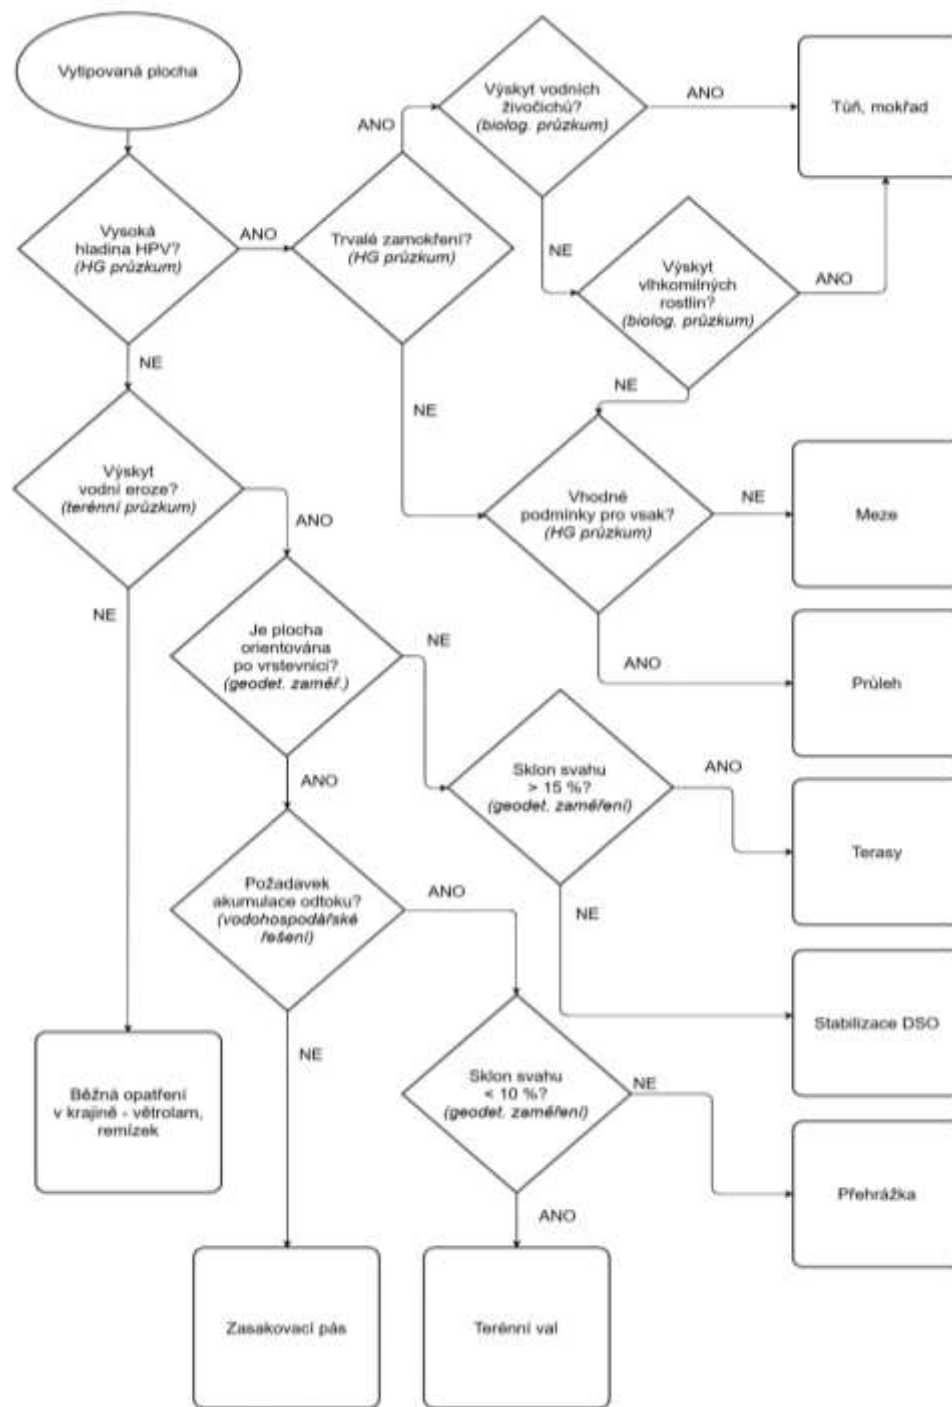 Vytipovaná plocha
Výskyt vodních
živočichů?
(biolog. průzkum)
ANO
Tůň, mokřad
ANO
Vysoká
hladina HPV?
(HG průzkum)
ANO
Trvalé zamokření?
(HG průzkum)
NE
Výskyt
vlhkomilných
rostlin?
(biolog. průzkum)
ANO
NE
NE
NE
Výskyt
vodní eroze?
(terénní průzkum)
ANO
Vhodné
podmínky pro vsak?
(HG průzkum)
NE
Meze
NE
Je plocha
orientována
po vrstevnici?
(geodet. zaměř.)
NE
ANO
Průleh
ANO
Sklon svahu
> 15 %?
(geodet. zaměření)
ANO
Terasy
Požadavek
akumulace odtoku?
(vodohospodářské
řešení)
ANO
NE
Stabilizace DSO
NE
Běžná opatření
v krajině - větrolam,
remízek
Sklon svahu
< 10 %?
(geodet. zaměření)
NE
Přehrážka
ANO
Zasakovací pás
Terénní val